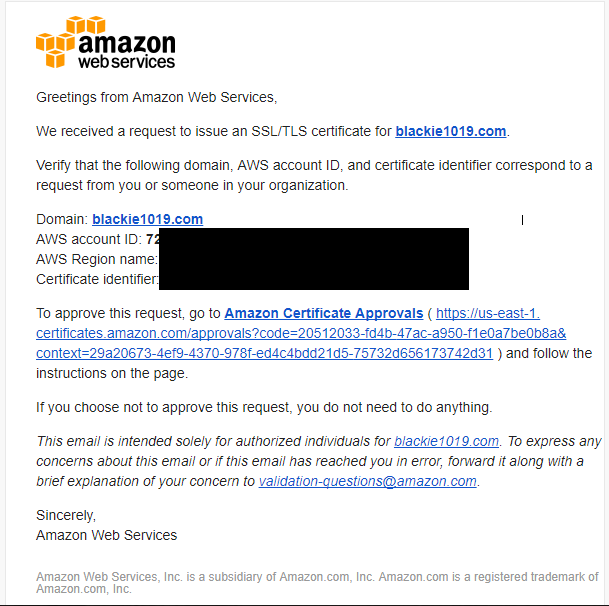 amazon
web services
Greetings from Amazon Web Services,
We received a request to issue an SSL/TLS certificate for blackie1019.com.
Verify that the following domain, AWS account ID, and certificate identifier correspond to a
request from you or someone in your organization.
Domain: blackie1019.com
AWS account ID: 72
AWS Region name:
Certificate identifier:
To approve this request, go to Amazon Certificate Approvals ( https://us-east-1.
certificates.amazon.com/approvals?code=20512033-fd4b-47ac-a950-f1e0a7be0b8a&
context=29a20673-4ef9-4370-978f-ed4c4bdd21d5-75732d656173742d31 ) and follow the
instructions on the page.
If you choose not to approve this request, you do not need to do anything.
This email is intended solely for authorized individuals for blackie1019.com. To express any
concerns about this email or if this email has reached you in error, forward it along with a
brief explanation of your concern to validation-questions@amazon.com.
Sincerely,
Amazon Web Services
Amazon Web Services, Inc. is a subsidiary of Amazon.com, Inc. Amazon.com is a registered trademark of
Amazon.com, Inc.